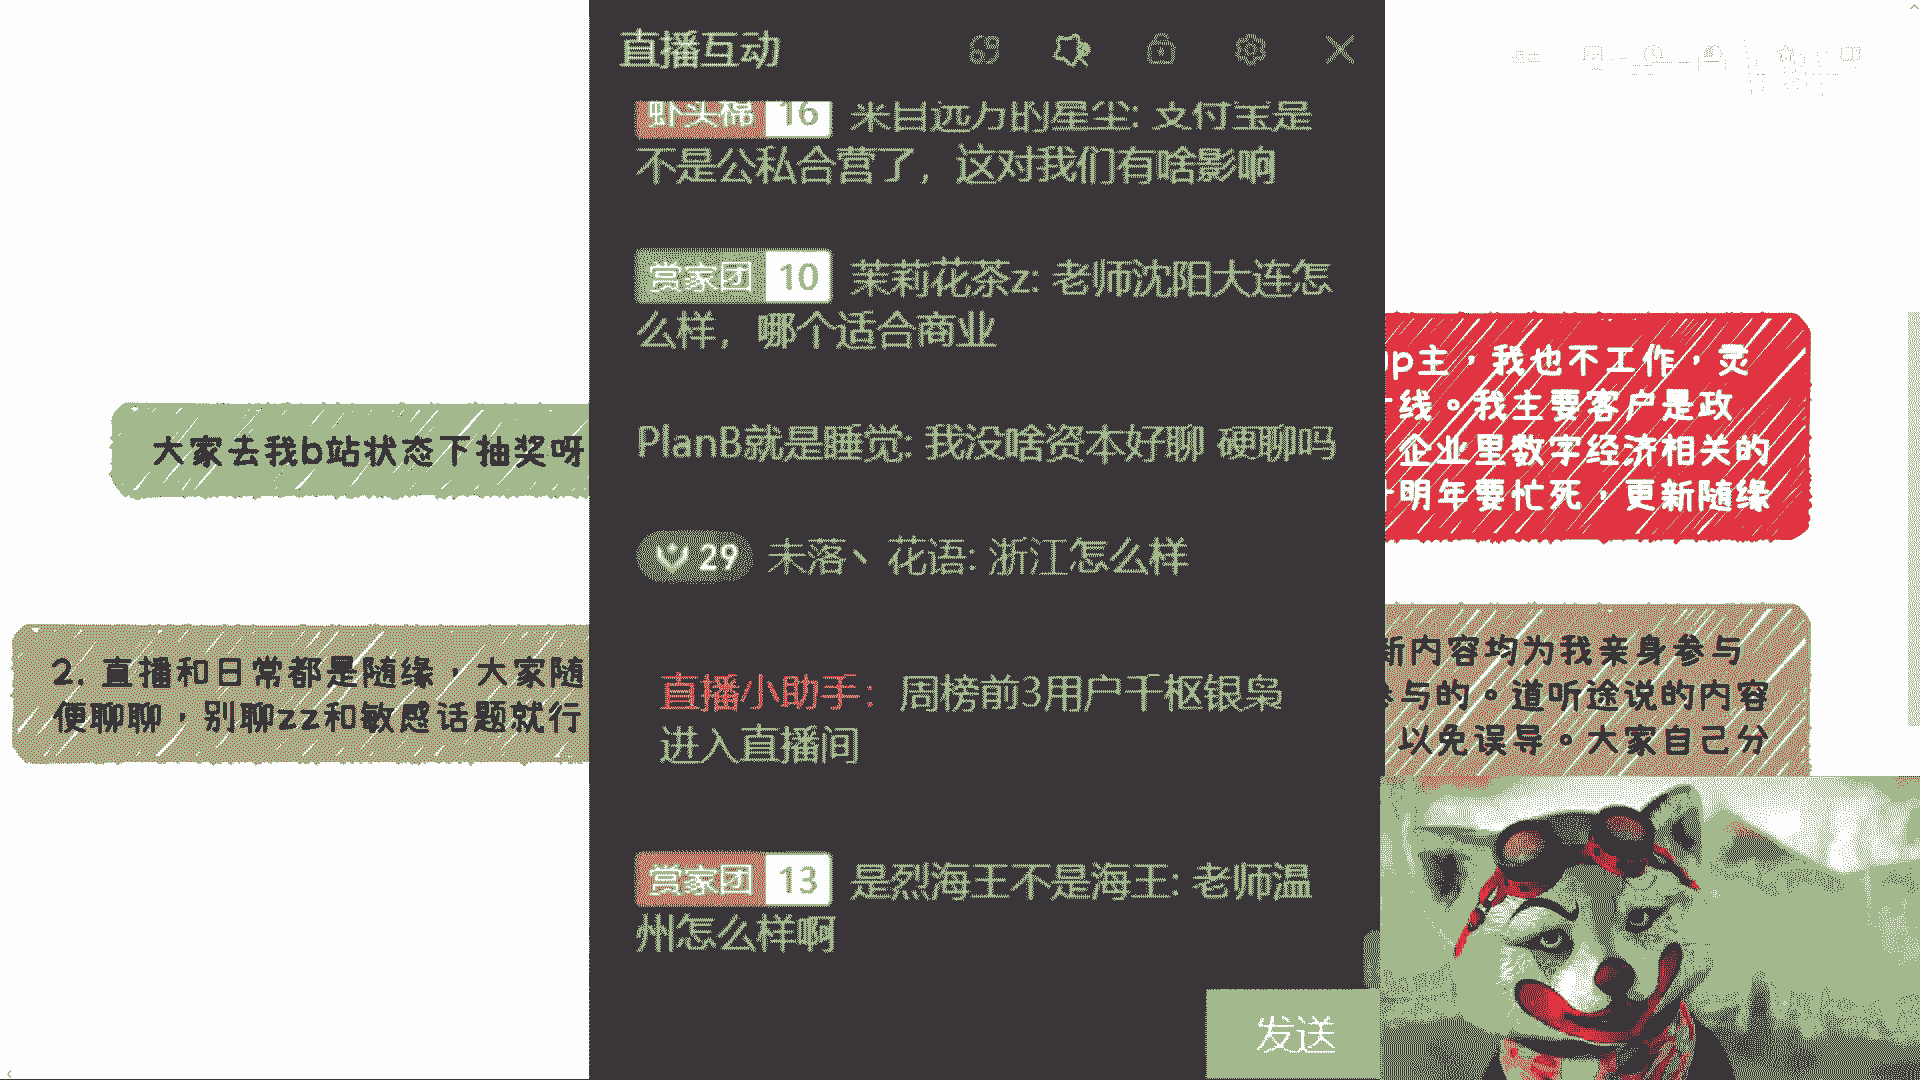 直播互动
虾头棉 16 来自远方的星尘: 支付宝是
不是公私合营了，这对我们有啥影响
赏家团 10 茉莉花茶z: 老师沈阳大连怎
么样，哪个适合商业
PlanB就是睡觉: 我没啥资本好聊 硬聊吗
29 未落丶 花语: 浙江怎么样
直播小助手：周榜前3用户千枢银枭
进入直播间
赏家团 13 是烈海王不是海王: 老师温
州怎么样啊
发送
大家去我b站状态下抽奖呀
2. 直播和日常都是随缘，大家随
便聊聊，别聊zz和敏感话题就行
up主，我也不工作，灵
线。我主要客户是政
企业里数字经济相关的
明年要忙死，更新随缘
新内容均为我亲身参与
参与的。道听途说的内容
以免误导。大家自己分